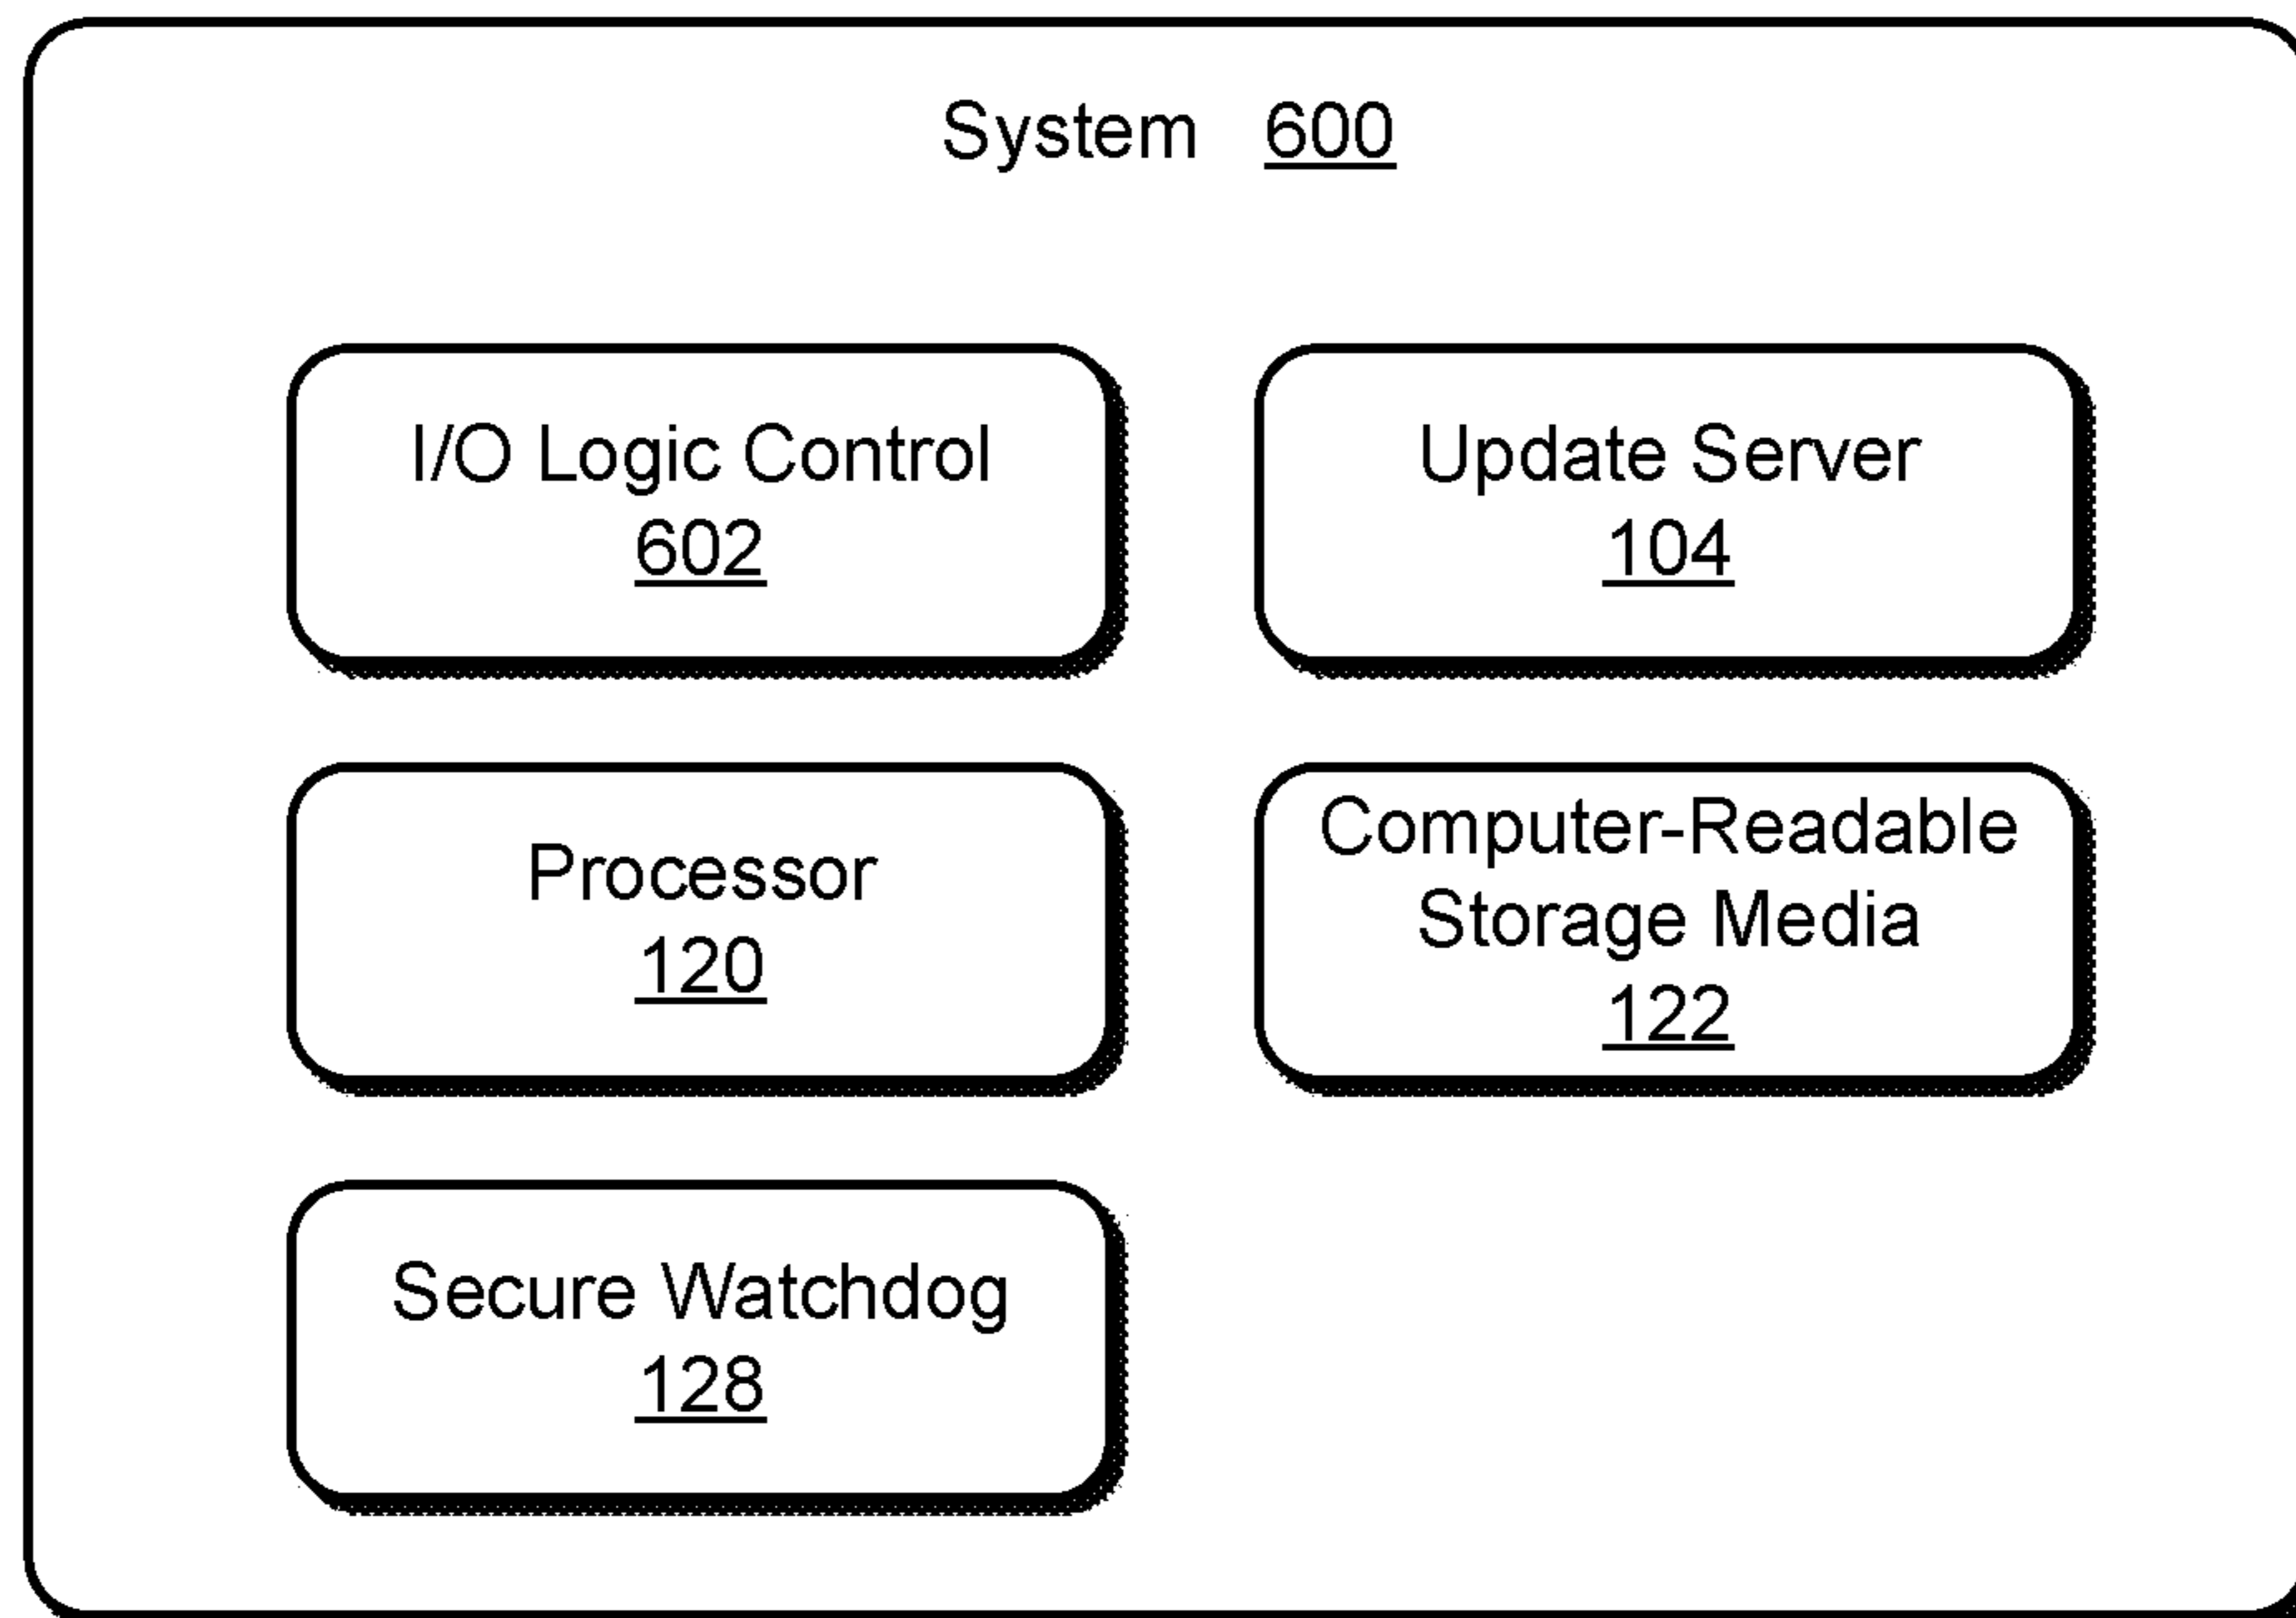 System 600
I/O Logic Control
602
Update Server
104
Processor
120
Computer-Readable
Storage Media
122
Secure Watchdog
128